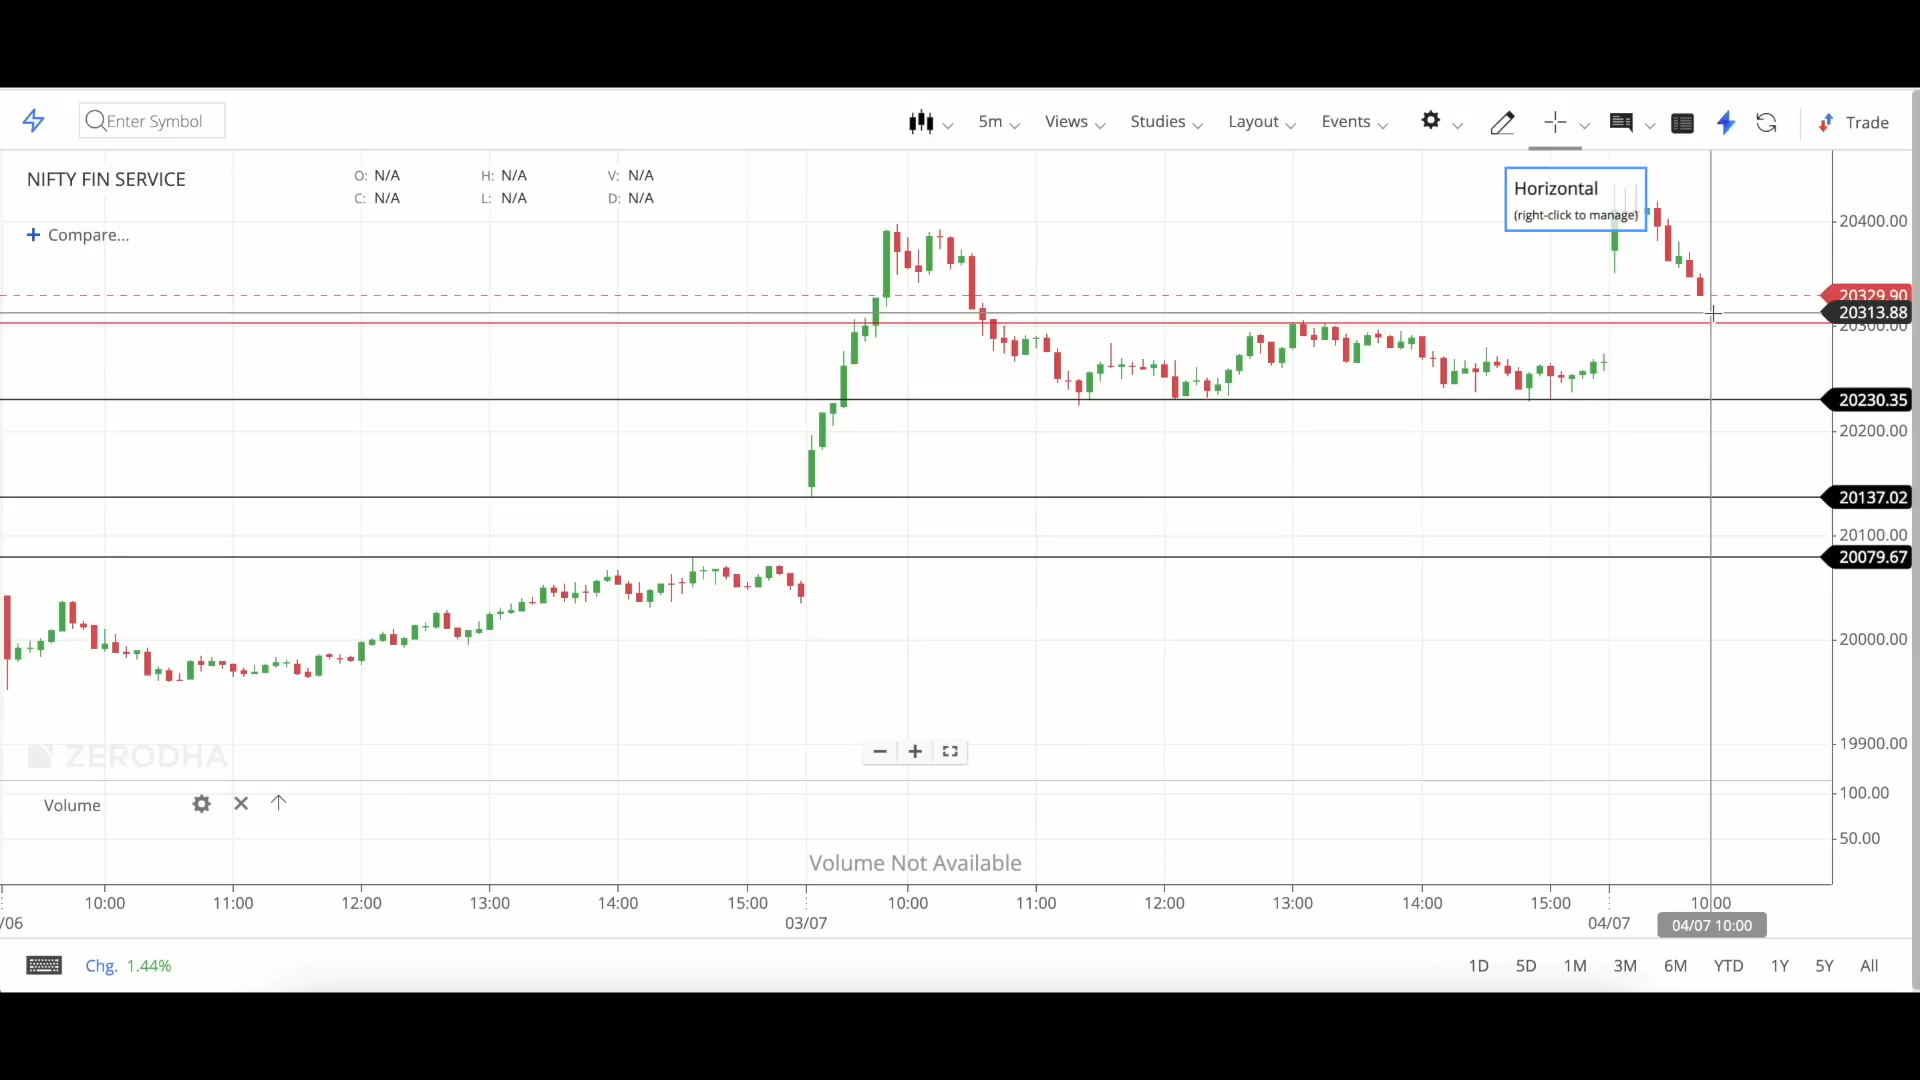 Enter Symbol
5m
Views
Studies
Layout
Events
Trade
NIFTY FIN SERVICE
O: N/A
H: N/A
V: N/A
C: N/A
L: N/A
D: N/A
Compare...
Horizontal
(right-click to manage)
20400.00
20329.90
20313.88
20300.00
20230.35
20200.00
20137.02
20100.00
20079.67
20000.00
19900.00
ZERODHA
Volume
100.00
50.00
Volume Not Available
10:00
11:00
12:00
13:00
14:00
15:00
10:00
11:00
12:00
13:00
14:00
15:00
10:00
/06
03/07
04/07
04/07 10:00
Chg. 1.44%
1D
5D
1M
3M
6M
YTD
1Y
5Y
All